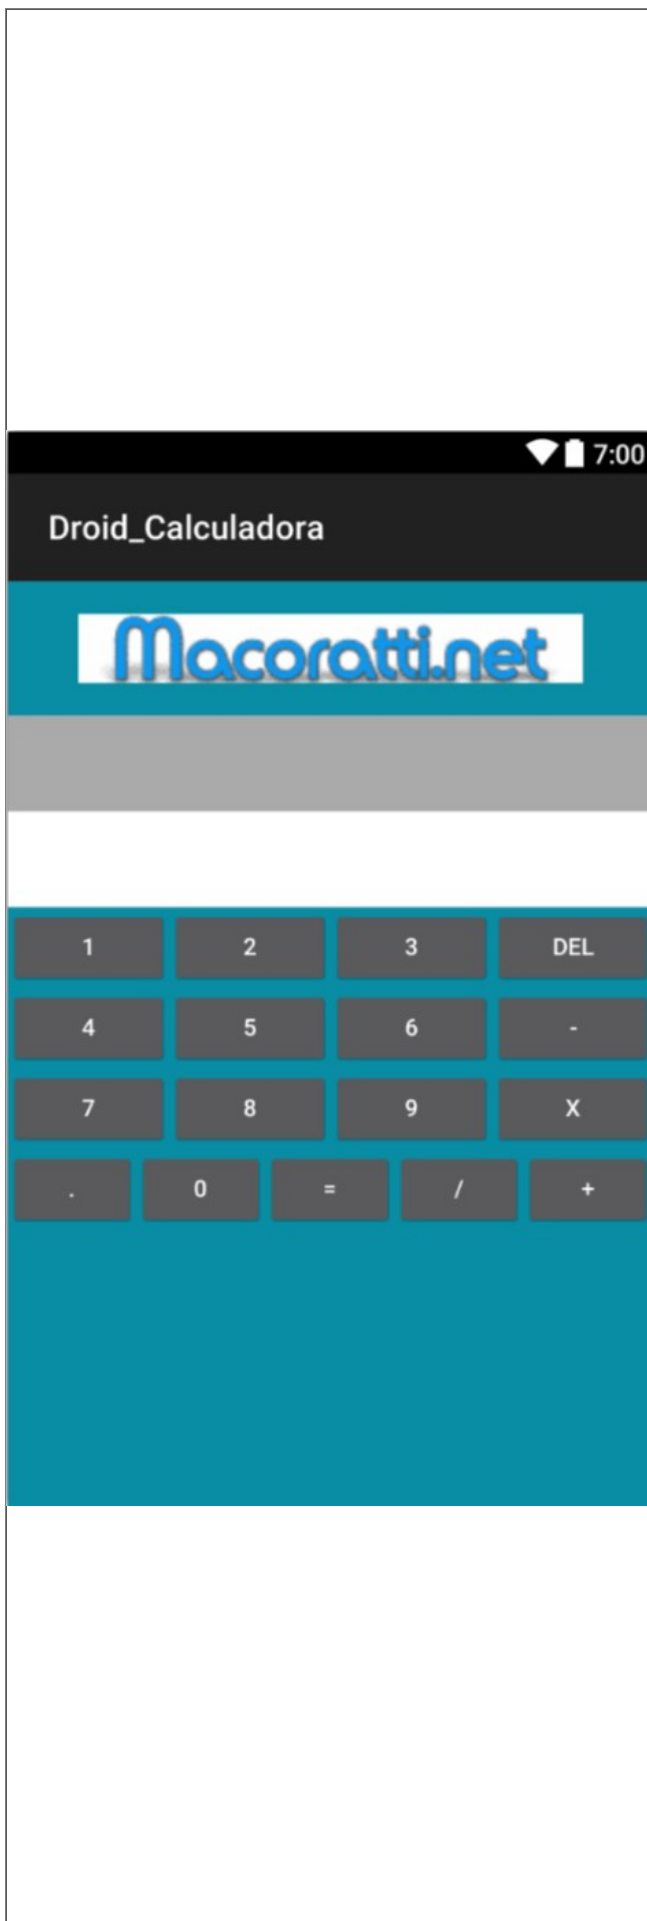 7:00
Droid_Calculadora
Macoratti.net
1 2 3 DEL
4 5 6 -
7 8 9 X
. 0 = / +